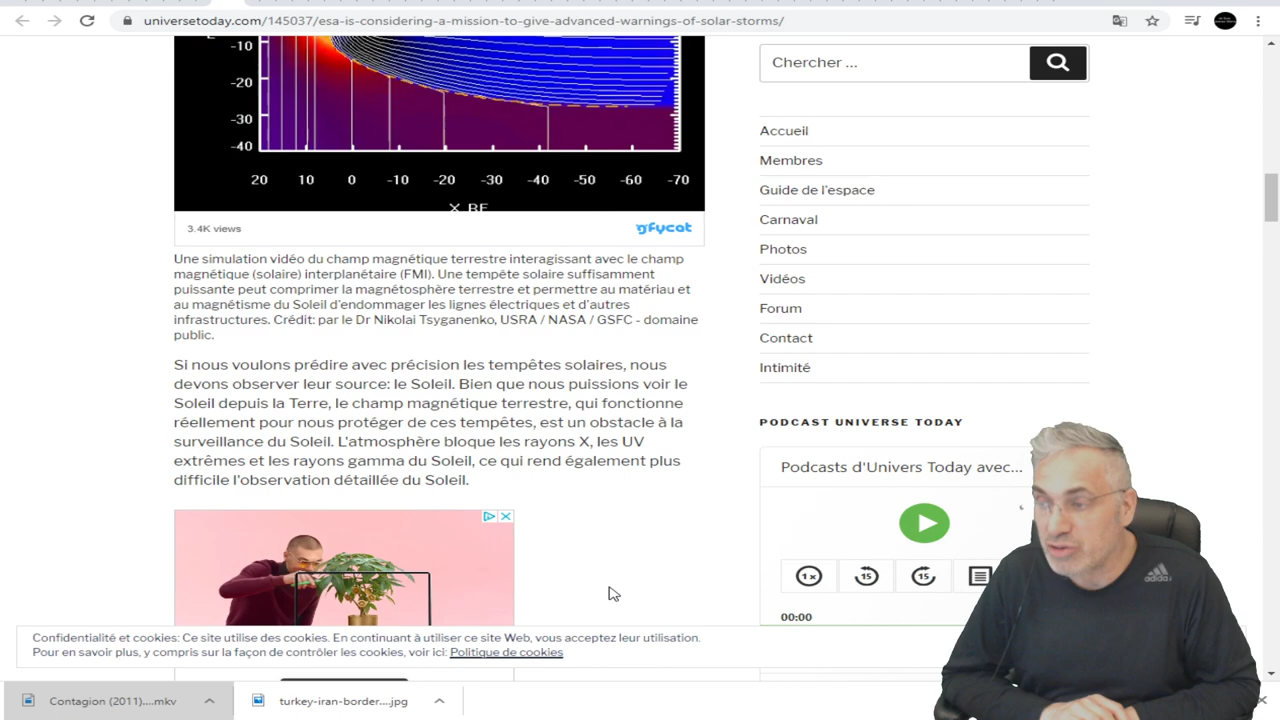 universetoday.com/145037/esa-is-considering-a-mission-to-give-advanced-warnings-of-solar-storms/
-10
-20
-30
-40
20 10 0 -10 -20 -30 -40 -50 -60 -70
3.4K views
gfycat
Une simulation vidéo du champ magnétique terrestre interagissant avec le champ
magnétique (solaire) interplanétaire (FMI). Une tempête solaire suffisamment
puissante peut comprimer la magnétosphère terrestre et permettre au matériau et
au magnétisme du Soleil d'endommager les lignes électriques et d'autres
infrastructures. Crédit: par le Dr Nikolai Tsyganenko, USRA / NASA / GSFC - domaine
public.
Si nous voulons prédire avec précision les tempêtes solaires, nous
devons observer leur source: le Soleil. Bien que nous puissions voir le
Soleil depuis la Terre, le champ magnétique terrestre, qui fonctionne
réellement pour nous protéger de ces tempêtes, est un obstacle à la
surveillance du Soleil. L'atmosphère bloque les rayons X, les UV
extrêmes et les rayons gamma du Soleil, ce qui rend également plus
difficile l'observation détaillée du Soleil.
Chercher ...
Accueil
Membres
Guide de l'espace
Carnaval
Photos
Vidéos
Forum
Contact
Intimité
PODCAST UNIVERSE TODAY
Podcasts d'Univers Today avec...
1x
15
15
00:00
Confidentialité et cookies: Ce site utilise des cookies. En continuant à utiliser ce site Web, vous acceptez leur utilisation.
Pour en savoir plus, y compris sur la façon de contrôler les cookies, voir ici: Politique de cookies
Contagion (2011)....mkv
turkey-iran-border....jpg
adidas